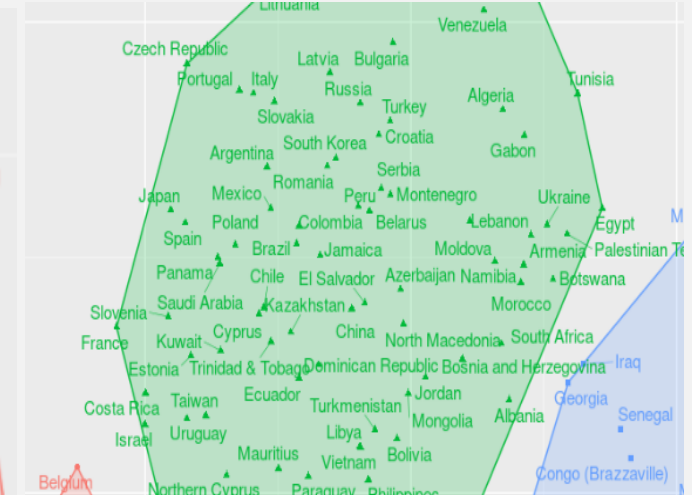 Lithuania
Venezuela
Czech Republic
Latvia
Bulgaria
Portugal
Italy
Russia
Tunisia
Slovakia
Turkey
Algeria
South Korea
Croatia
Gabon
Argentina
Romania
Serbia
Japan
Mexico
Peru
Montenegro
Ukraine
Poland
Colombia
Belarus
Lebanon
Egypt
Spain
Brazil
Jamaica
Moldova
Armenia
Palestinian Te
Panama
Chile
El Salvador
Azerbaijan
Namibia
Botswana
Saudi Arabia
Kazakhstan
Morocco
Slovenia
Cyprus
China
North Macedonia
South Africa
France
Kuwait
Estonia
Trinidad & Tobago
Dominican Republic
Bosnia and Herzegovina
Iraq
Ecuador
Jordan
Georgia
Costa Rica
Taiwan
Turkmenistan
Mongolia
Albania
Senegal
Israel
Uruguay
Libya
Bolivia
Mauritius
Vietnam
Congo (Brazzaville)
Belgium
Northern Cyprus
Paraguay
Philippines
M